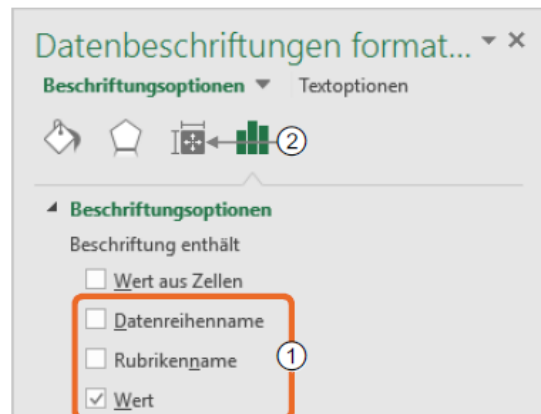 Datenbeschriftungen format...
Beschriftungsoptionen Textoptionen
2
Beschriftungsoptionen
Beschriftung enthält
Wert aus Zellen
Datenreihenname
Rubrikenname
1
Wert